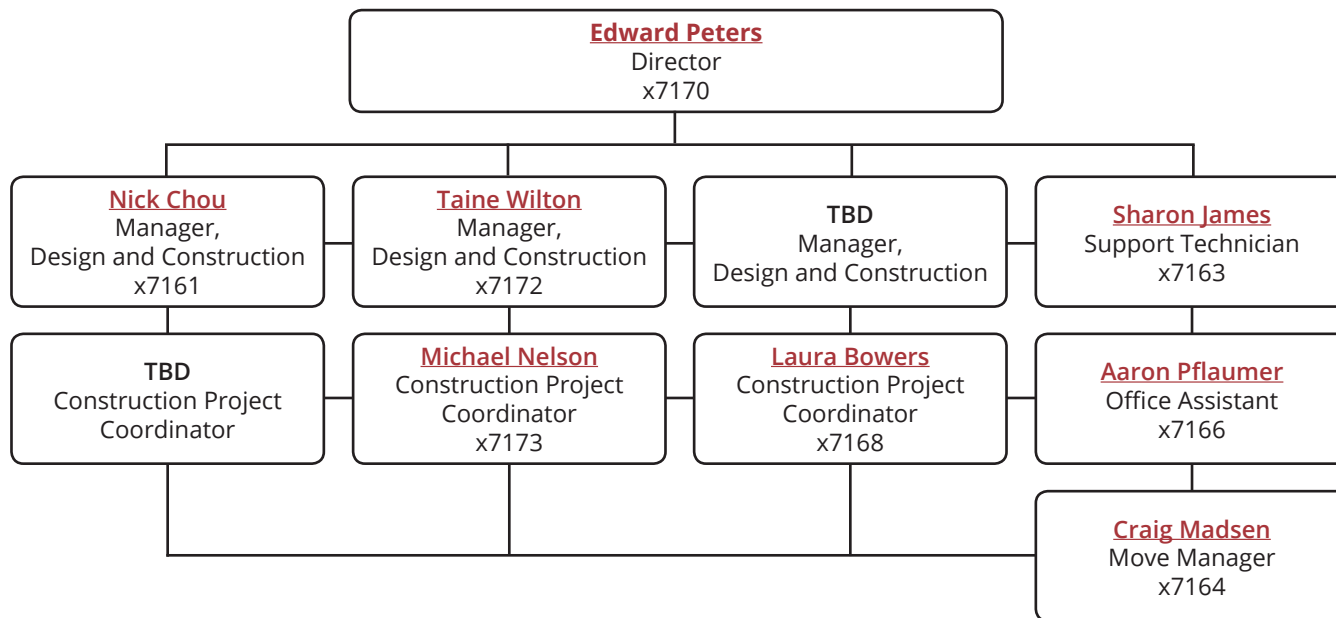 Edward Peters
Director
x7170
Nick Chou
Manager,
Design and Construction
x7161
Taine Wilton
Manager,
Design and Construction
x7172
TBD
Manager,
Design and Construction
Sharon James
Support Technician
x7163
TBD
Construction Project
Coordinator
Michael Nelson
Construction Project
Coordinator
x7173
Laura Bowers
Construction Project
Coordinator
x7168
Aaron Pflaumer
Office Assistant
x7166
Craig Madsen
Move Manager
x7164